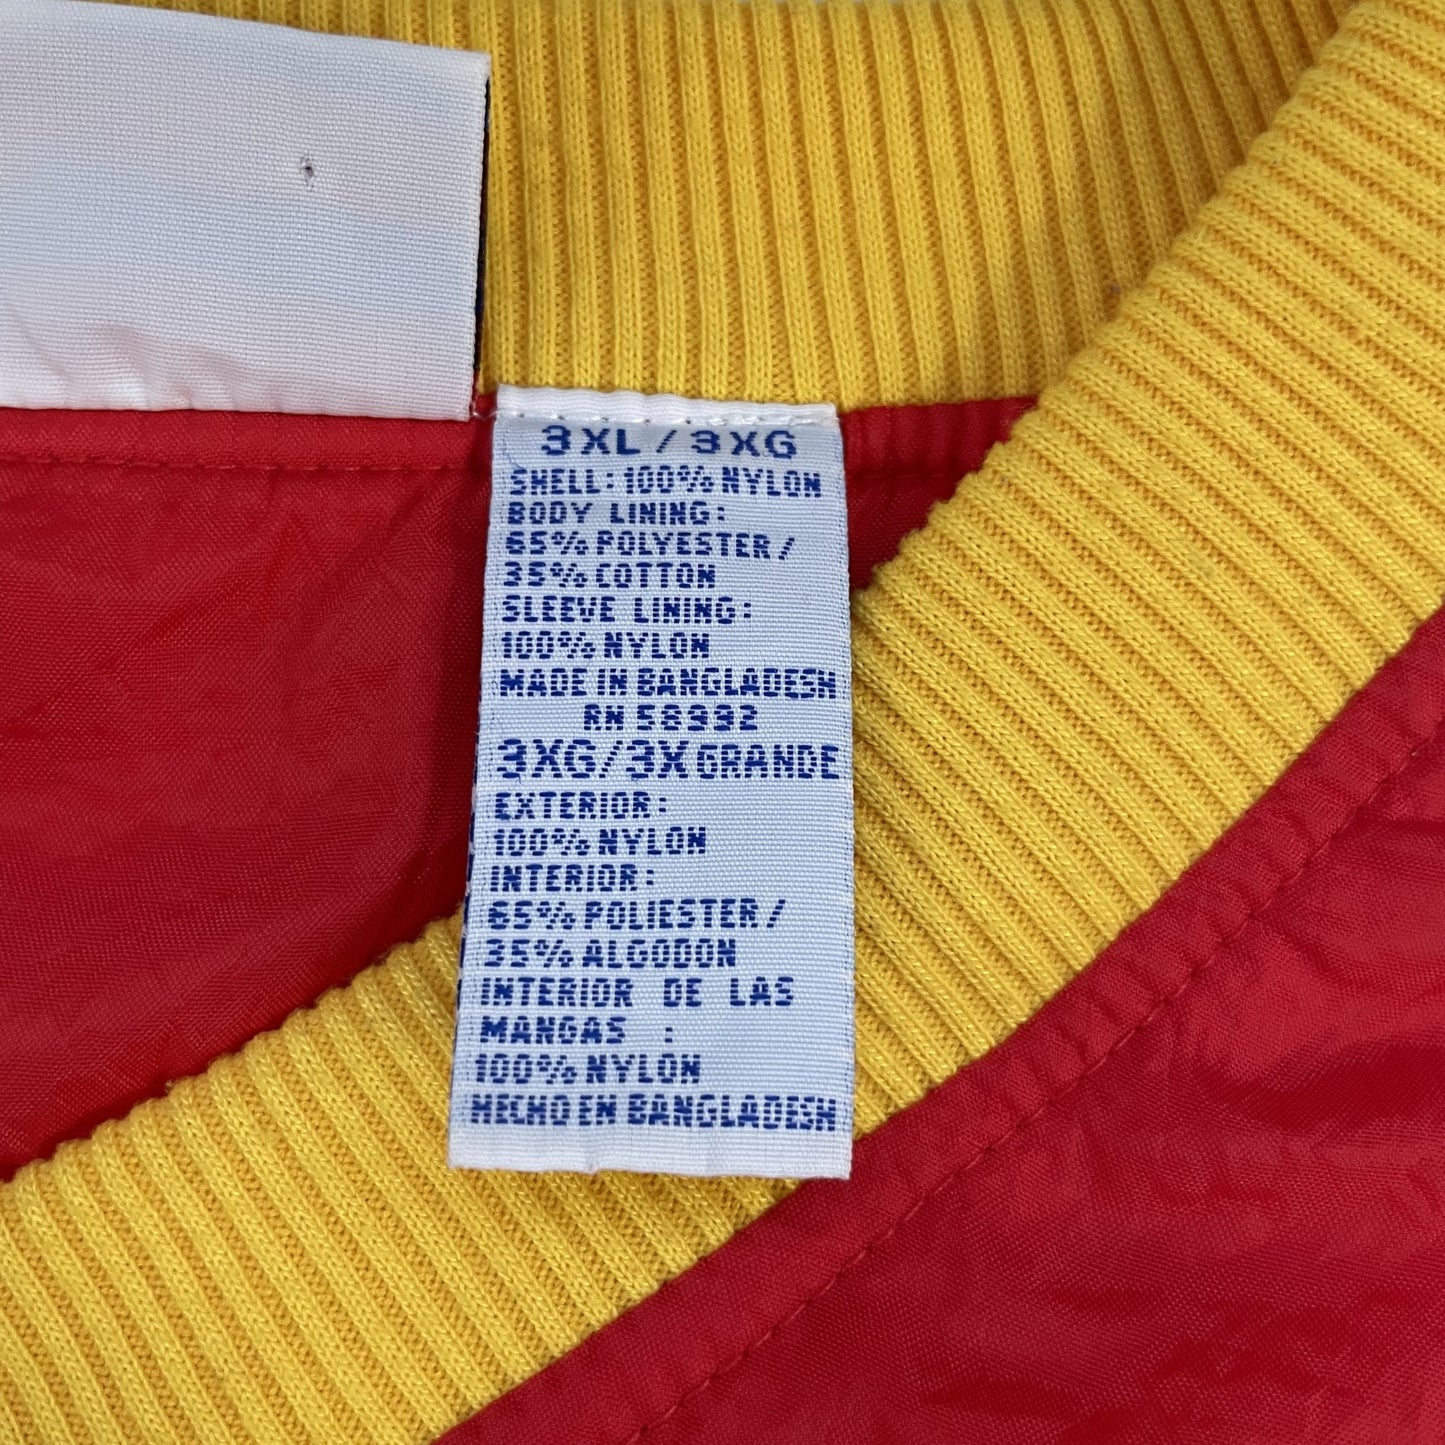 3XL / 3XG
SHELL: 100% NYLON
BODY LINING:
65% POLYESTER /
35% COTTON
SLEEVE LINING:
100% NYLON
MADE IN BANGLADESH
RN 58992
3XG/3X GRANDE
EXTERIOR:
100% NYLON
INTERIOR:
65% POLIESTER /
35% ALGODON
INTERIOR DE LAS
MANGAS :
100% NYLON
HECHO EN BANGLADESH